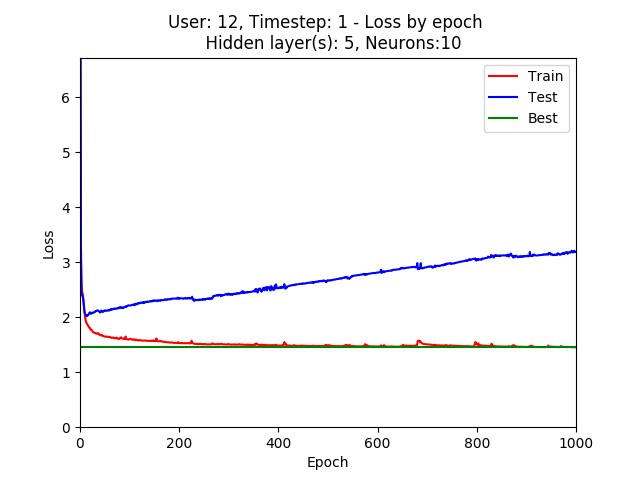 User: 12, Timestep: 1 - Loss by epoch
Hidden layer(s): 5, Neurons:10
Train
Test
Best
6
5
4
3
2
1
0
Loss
0
200
400
600
800
1000
Epoch